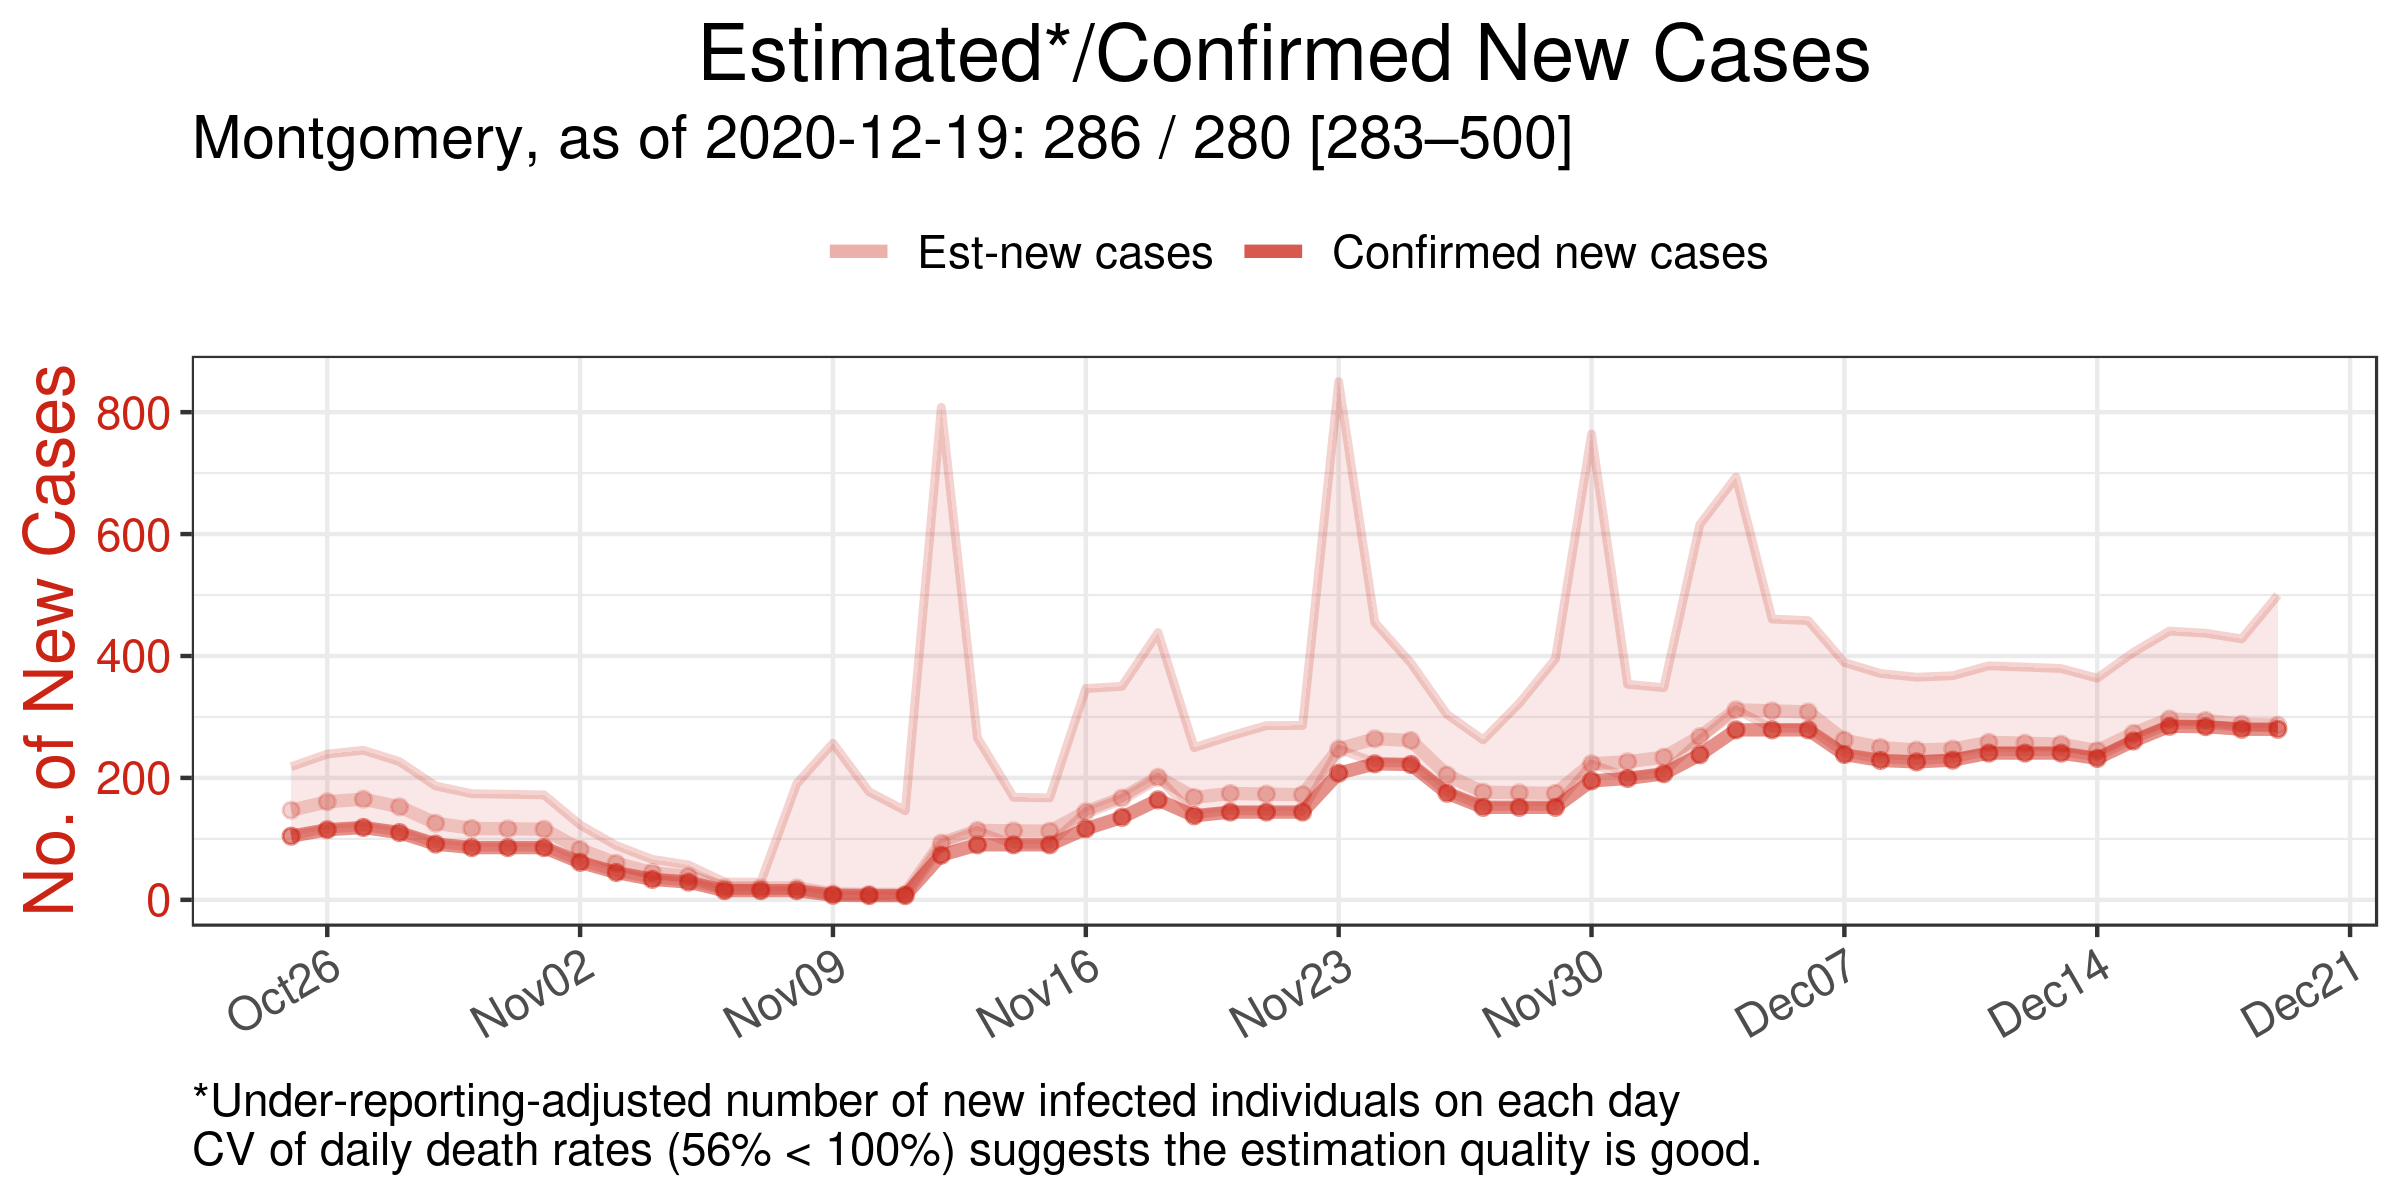 Estimated*/Confirmed New Cases
Montgomery, as of 2020-12-19: 286 / 280 [283–500]
Est-new cases Confirmed new cases
No. of New Cases
800
600
400
200
0
Oct26 Nov02 Nov09 Nov16 Nov23 Nov30 Dec07 Dec14 Dec21
*Under-reporting-adjusted number of new infected individuals on each day
CV of daily death rates (56% < 100%) suggests the estimation quality is good.